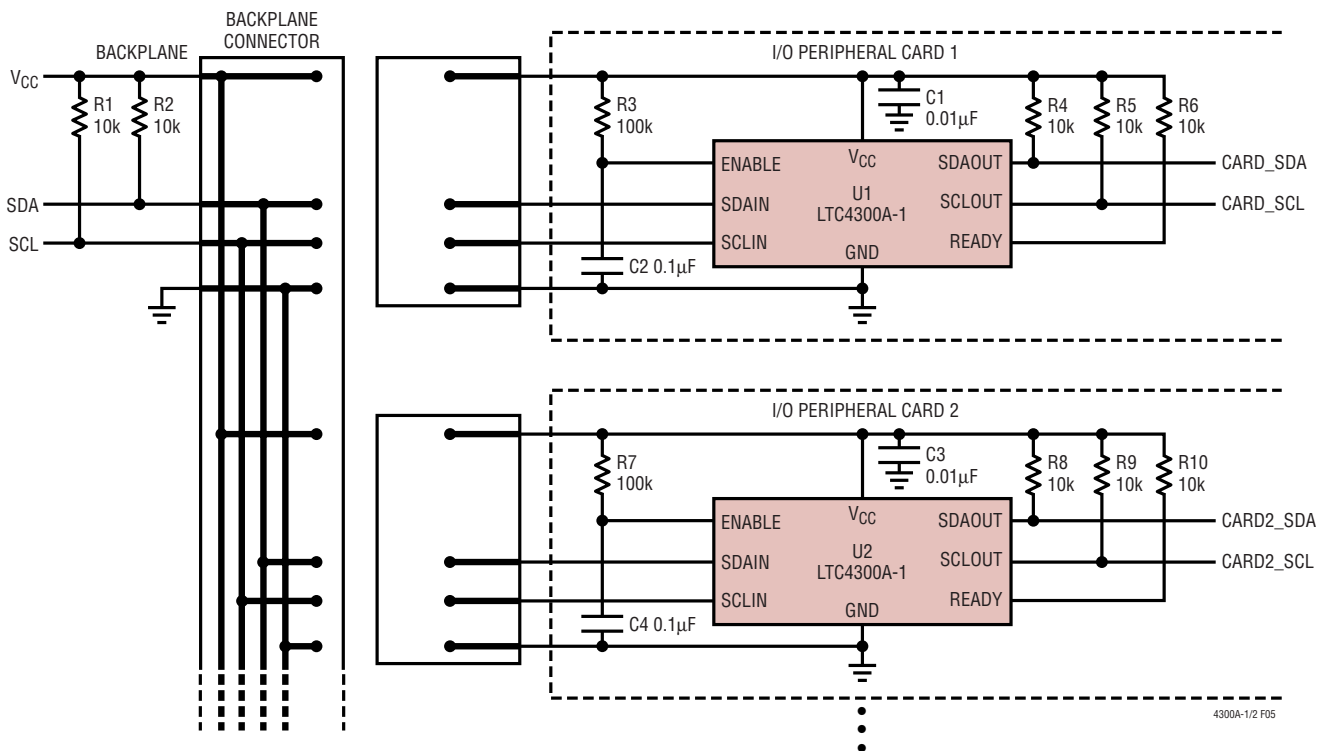 BACKPLANE
CONNECTOR
BACKPLANE
VCC
R1
10k
R2
10k
SDA
SCL
I/O PERIPHERAL CARD 1
R3
100k
C1
0.01µF
R4
10k
R5
10k
R6
10k
ENABLE
VCC
SDAOUT
CARD_SDA
U1
LTC4300A-1
SDAIN
SCLOUT
CARD_SCL
SCLIN
READY
GND
C2 0.1µF
I/O PERIPHERAL CARD 2
R7
100k
C3
0.01µF
R8
10k
R9
10k
R10
10k
ENABLE
VCC
SDAOUT
CARD2_SDA
U2
LTC4300A-1
SDAIN
SCLOUT
CARD2_SCL
SCLIN
READY
GND
C4 0.1µF
4300A-1/2 F05